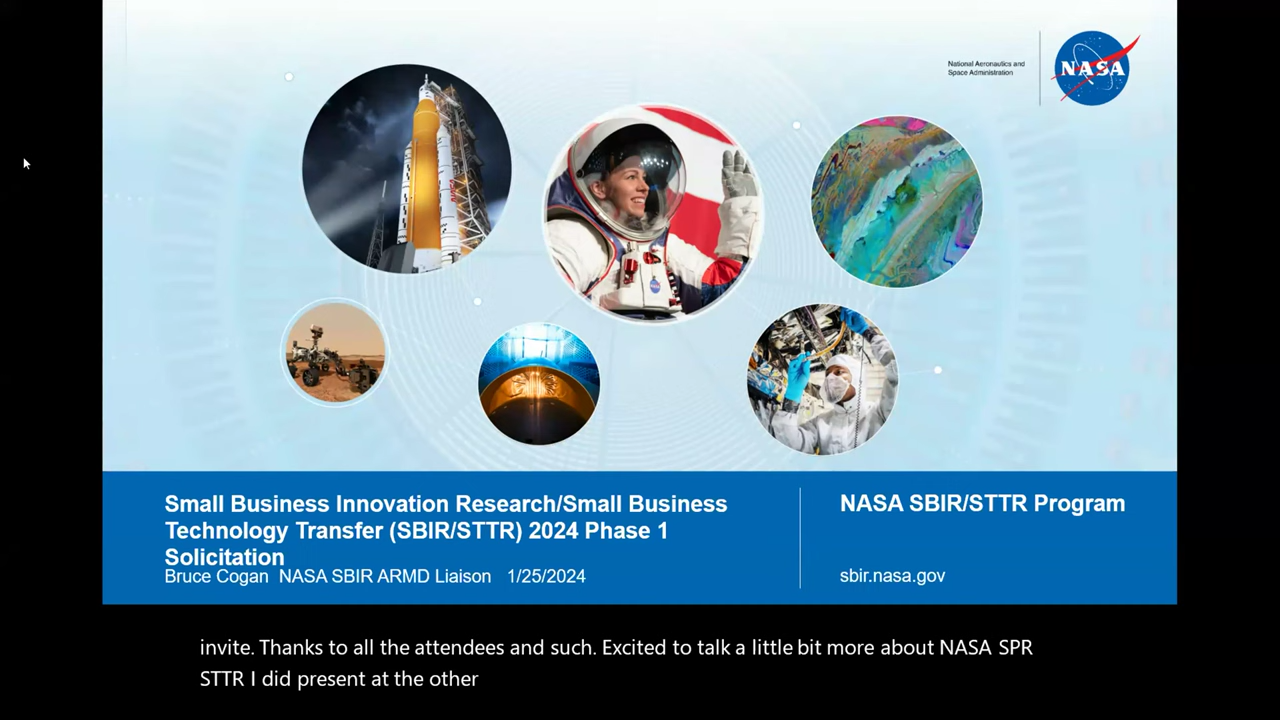 National Aeronautics and
Space Administration
NASA
Small Business Innovation Research/Small Business
Technology Transfer (SBIR/STTR) 2024 Phase 1
Solicitation
Bruce Cogan NASA SBIR ARMD Liaison 1/25/2024
NASA SBIR/STTR Program
sbir.nasa.gov
invite. Thanks to all the attendees and such. Excited to talk a little bit more about NASA SPR
STTR I did present at the other